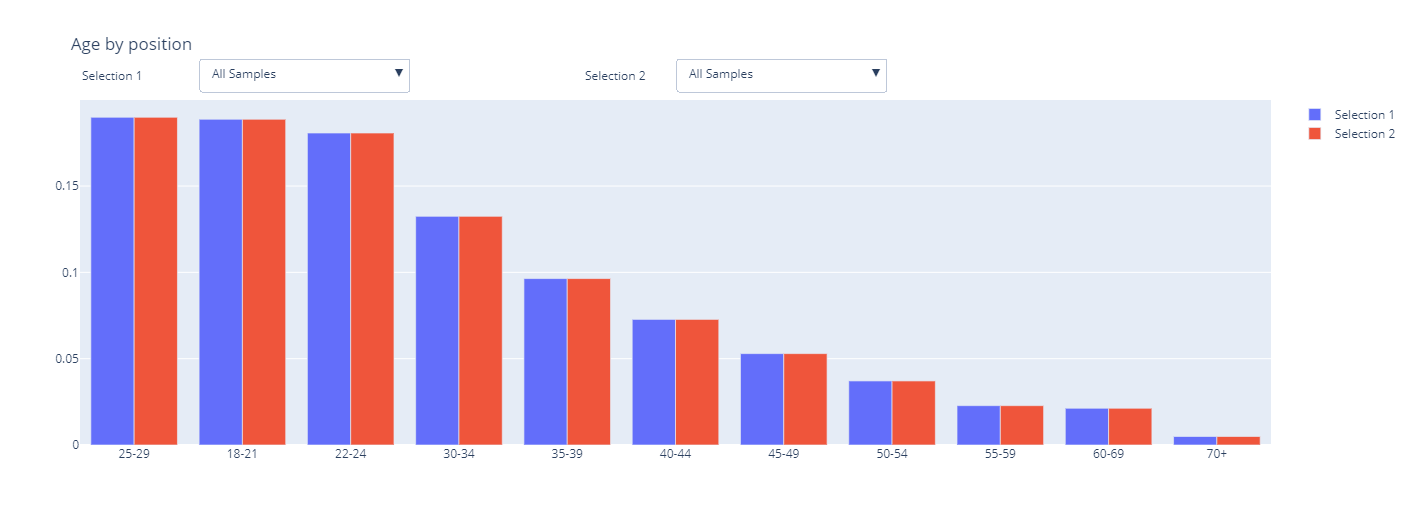 Age by position
Selection 1 All Samples ▼ Selection 2 All Samples ▼
Selection 1
Selection 2
0.15
0.1
0.05
0
25-29 18-21 22-24 30-34 35-39 40-44 45-49 50-54 55-59 60-69 70+